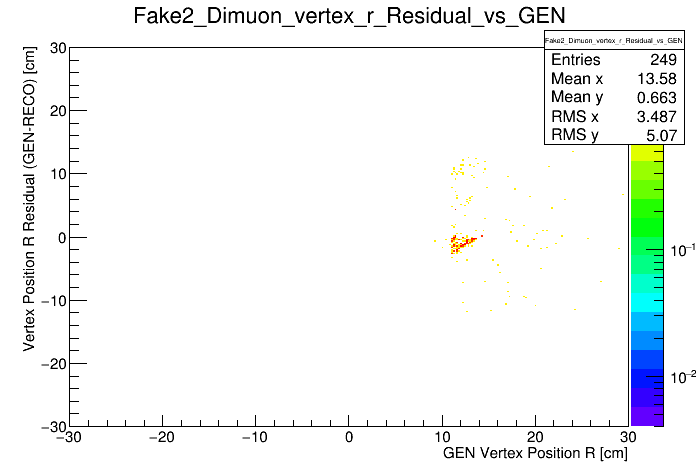 Fake2_Dimuon_vertex_r_Residual_vs_GEN
Fake2_Dimuon_vertex_r_Residual_vs_GEN
Entries 249
Mean x 13.58
Mean y 0.663
RMS x 3.487
RMS y 5.07
Vertex Position R Residual (GEN-RECO) [cm]
30
20
10
0
−10
−20
−30
−30 −20 −10 0 10 20 30
GEN Vertex Position R [cm]
10⁻¹
10⁻²